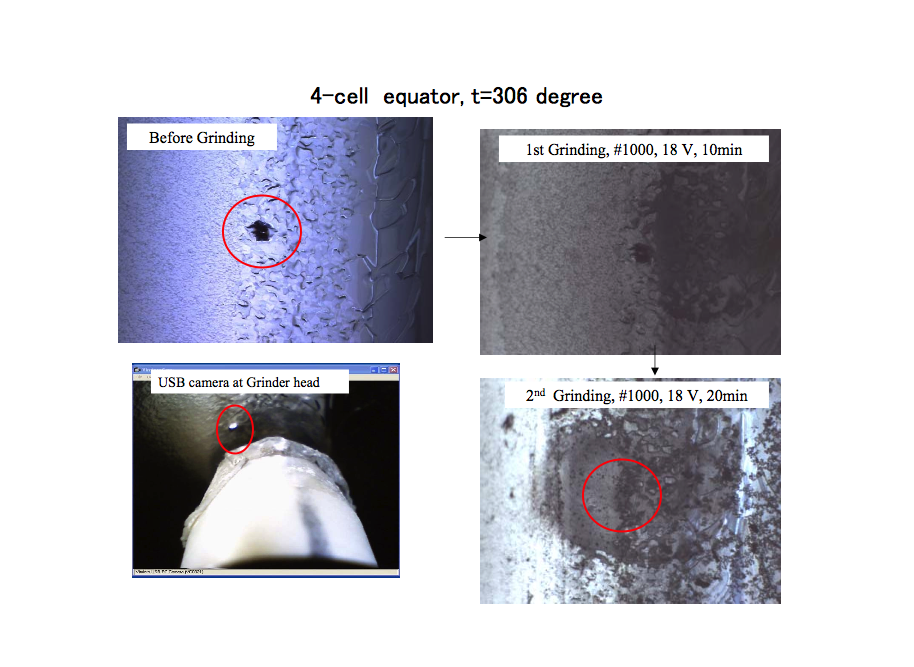 4-cell equator, t=306 degree
Before Grinding
1st Grinding, #1000, 18 V, 10min
USB camera at Grinder head
2nd Grinding, #1000, 18 V, 20min